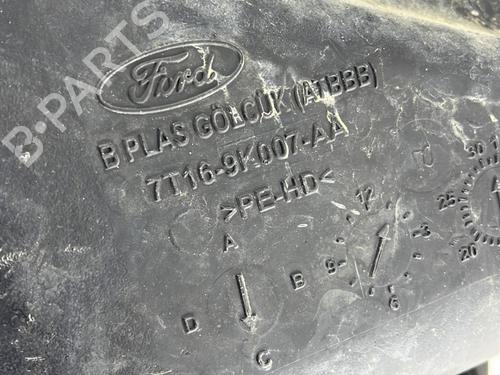 B-PARTS
Ford
B PLAS GÖLCÜK (ATBBB)
7T16-9K007-AA
>PE-HD<
A
B
C
D
12
3
6
9
30
25
20